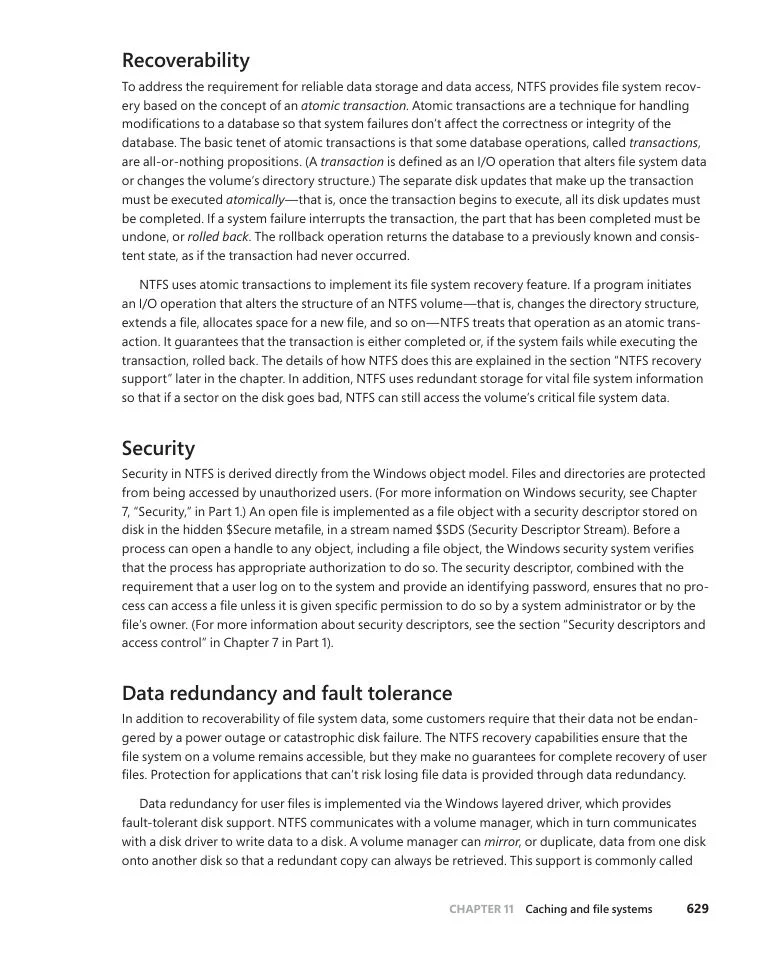 Recoverability
To address the requirement for reliable data storage and data access, NTFS provides file system recov-
ery based on the concept of an atomic transaction. Atomic transactions are a technique for handling
modifications to a database so that system failures don't affect the correctness or integrity of the
database. The basic tenet of atomic transactions is that some database operations, called transactions,
are all-or-nothing propositions. (A transaction is defined as an I/O operation that alters file system data
or changes the volume's directory structure.) The separate disk updates that make up the transaction
must be executed atomically—that is, once the transaction begins to execute, all its disk updates must
be completed. If a system failure interrupts the transaction, the part that has been completed must be
undone, or rolled back. The rollback operation returns the database to a previously known and consis-
tent state, as if the transaction had never occurred.
NTFS uses atomic transactions to implement its file system recovery feature. If a program initiates
an I/O operation that alters the structure of an NTFS volume—that is, changes the directory structure,
extends a file, allocates space for a new file, and so on—NTFS treats that operation as an atomic trans-
action. It guarantees that the transaction is either completed or, if the system fails while executing the
transaction, rolled back. The details of how NTFS does this are explained in the section "NTFS recovery
support" later in the chapter. In addition, NTFS uses redundant storage for vital file system information
so that if a sector on the disk goes bad, NTFS can still access the volume's critical file system data.
Security
Security in NTFS is derived directly from the Windows object model. Files and directories are protected
from being accessed by unauthorized users. (For more information on Windows security, see Chapter
7, "Security," in Part 1.) An open file is implemented as a file object with a security descriptor stored on
disk in the hidden $Secure metafile, in a stream named $SDS (Security Descriptor Stream). Before a
process can open a handle to any object, including a file object, the Windows security system verifies
that the process has appropriate authorization to do so. The security descriptor, combined with the
requirement that a user log on to the system and provide an identifying password, ensures that no pro-
cess can access a file unless it is given specific permission to do so by a system administrator or by the
file's owner. (For more information about security descriptors, see the section "Security descriptors and
access control" in Chapter 7 in Part 1).
Data redundancy and fault tolerance
In addition to recoverability of file system data, some customers require that their data not be endan-
gered by a power outage or catastrophic disk failure. The NTFS recovery capabilities ensure that the
file system on a volume remains accessible, but they make no guarantees for complete recovery of user
files. Protection for applications that can't risk losing file data is provided through data redundancy.
Data redundancy for user files is implemented via the Windows layered driver, which provides
fault-tolerant disk support. NTFS communicates with a volume manager, which in turn communicates
with a disk driver to write data to a disk. A volume manager can mirror, or duplicate, data from one disk
onto another disk so that a redundant copy can always be retrieved. This support is commonly called
CHAPTER 11 Caching and file systems 629